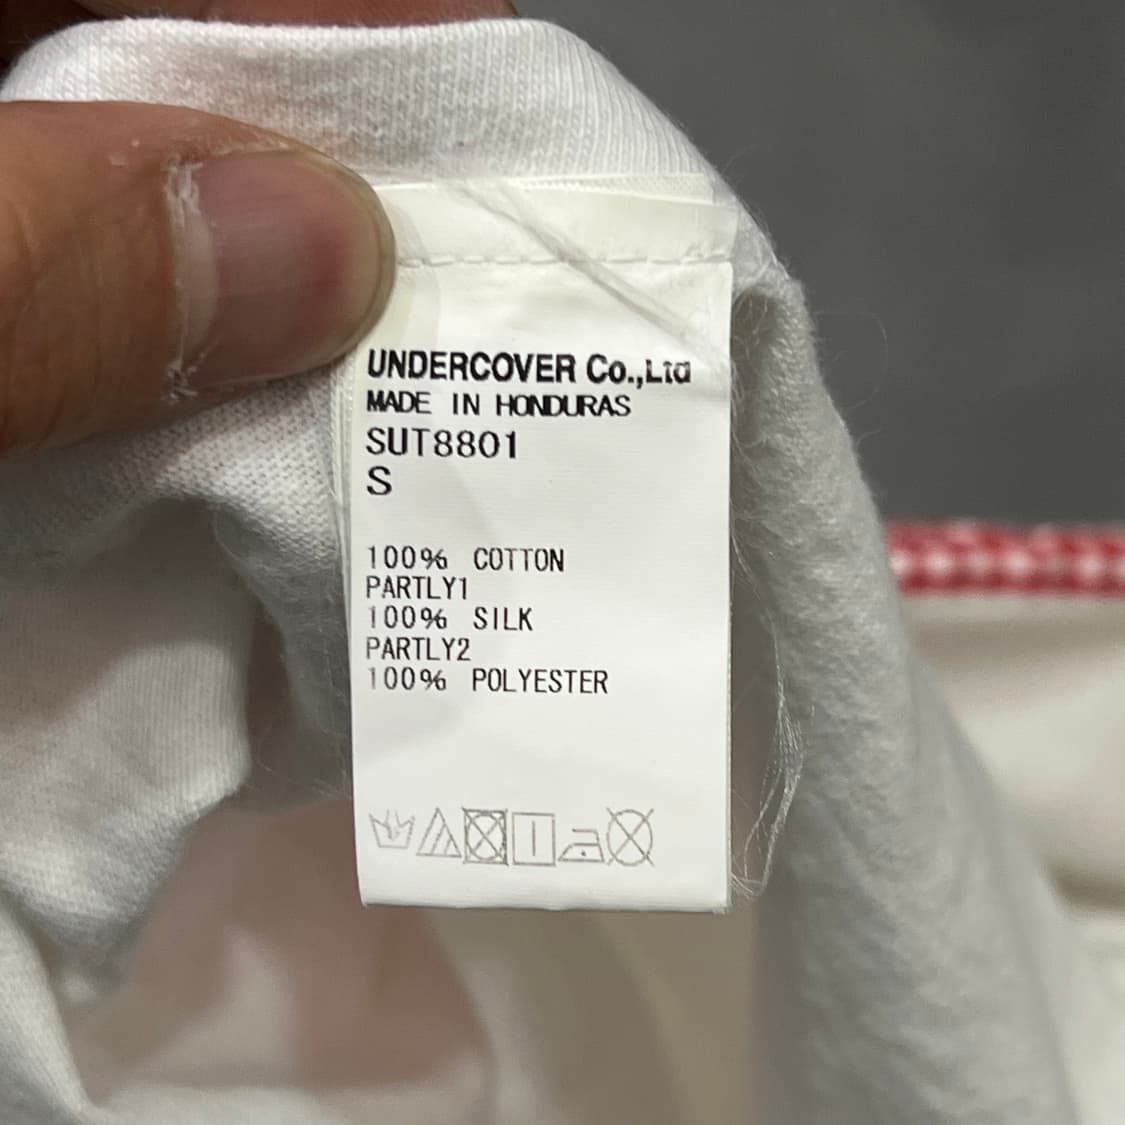 UNDERCOVER Co.,Ltd
MADE IN HONDURAS
SUT8801
S
100% COTTON
PARTLY1
100% SILK
PARTLY2
100% POLYESTER